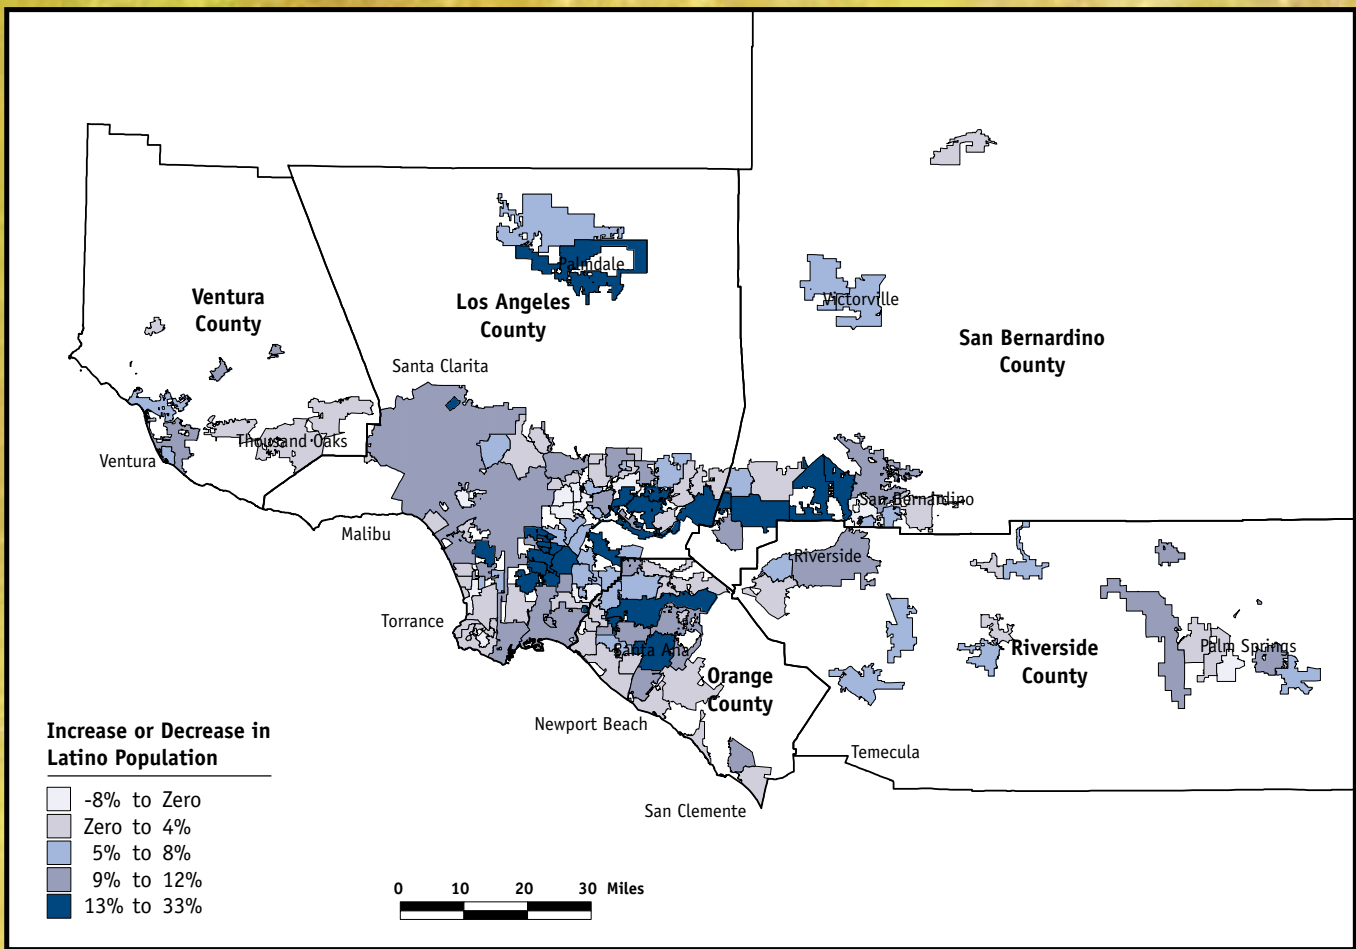 Palmdale
Ventura
County
Los Angeles
County
Victorville
San Bernardino
County
Santa Clarita
Thousand Oaks
Ventura
San Bernardino
Malibu
Riverside
Torrance
Santa Ana
Palm Springs
Riverside
County
Orange
County
Newport Beach
Temecula
San Clemente
Increase or Decrease in
Latino Population
-8% to Zero
Zero to 4%
5% to 8%
9% to 12%
13% to 33%
0 10 20 30 Miles